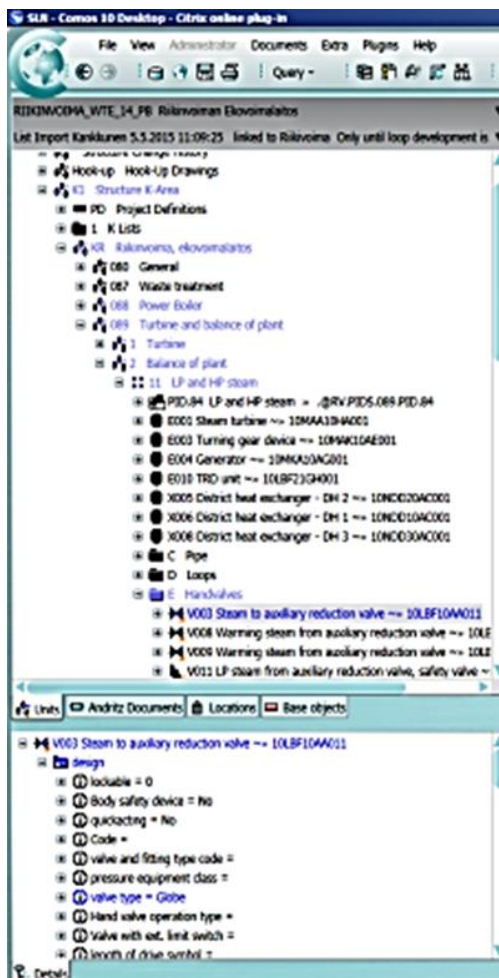 SLR - Comos 10 Desktop - Citrix online plug-in
File View Administrator Documents Extra Plugins Help
Query
RIIKINVOIMA_WTE_14_PB Riikinvoiman Ekovoimalaitos
List Import Kankkunen 5.5.2015 11:09:25 linked to Riikivoima Only until loop development is
Structure Change History
Hook-up Hook-Up Drawings
K1 Structure K-Area
PD Project Definitions
1 K Lists
KR Riikinvoima, ekovoimalaitos
080 General
087 Waste treatment
088 Power Boiler
089 Turbine and balance of plant
1 Turbine
2 Balance of plant
11 LP and HP steam
PID.84 LP and HP steam = .@RV.PIDS.089.PID.84
E001 Steam turbine ~= 10MAA10HA001
E003 Turning gear device ~= 10MAK10AE001
E004 Generator ~= 10MKA10AG001
E010 TRD unit ~= 10LBF21GH001
X005 District heat exchanger - DH 2 ~= 10NDD20AC001
X006 District heat exchanger - DH 1 ~= 10NDD10AC001
X008 District heat exchanger - DH 3 ~= 10NDD30AC001
C Pipe
D Loops
E Handvalves
V003 Steam to auxiliary reduction valve ~= 10LBF10AA011
V008 Warming steam from auxiliary reduction valve ~= 10LB
V009 Warming steam from auxiliary reduction valve ~= 10LB
V011 LP steam from auxiliary reduction valve, safety valve ~
Units Andritz Documents Locations Base objects
V003 Steam to auxiliary reduction valve ~= 10LBF10AA011
design
lockable = 0
Body safety device = No
quickacting = No
Code =
valve and fitting type code =
pressure equipment class =
valve type = Globe
Hand valve operation type =
Valve with ext. limit switch =
length of drive symbol =
Details